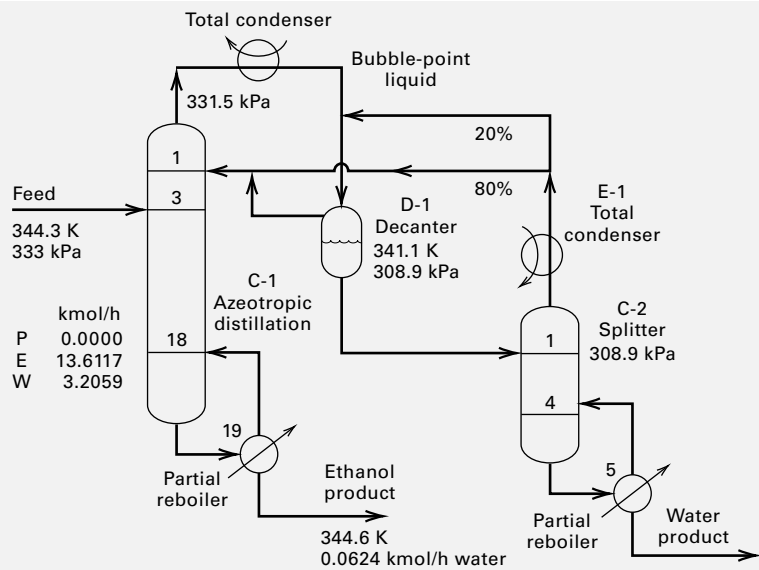 Total condenser
Bubble-point
liquid
331.5 kPa
20%
1
80%
E-1
Total
condenser
Feed
3
344.3 K
333 kPa
D-1
Decanter
341.1 K
308.9 kPa
C-1
Azeotropic
distillation
C-2
Splitter
308.9 kPa
kmol/h
P 0.0000
E 13.6117
W 3.2059
18
1
4
19
Partial
reboiler
Ethanol
product
344.6 K
0.0624 kmol/h water
5
Partial
reboiler
Water
product